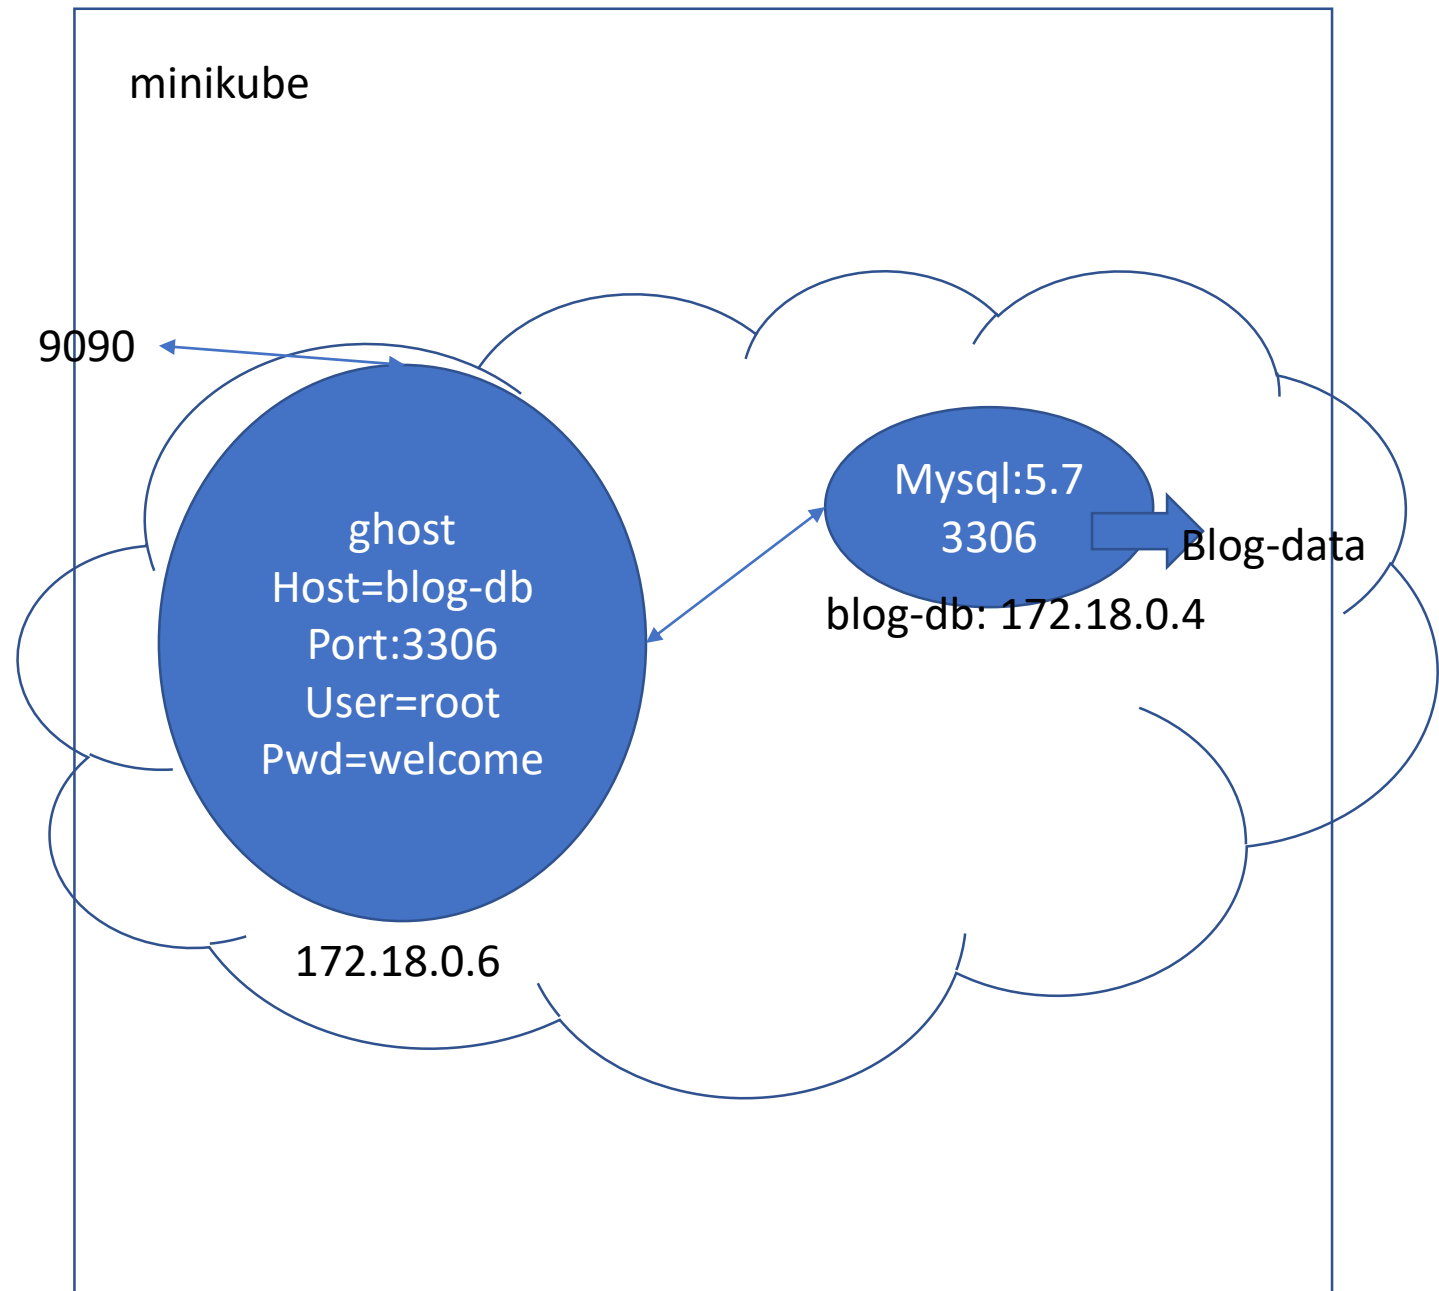 minikube
9090
ghost
Host=blog-db
Port:3306
User=root
Pwd=welcome
172.18.0.6
Mysql:5.7
3306
Blog-data
blog-db: 172.18.0.4